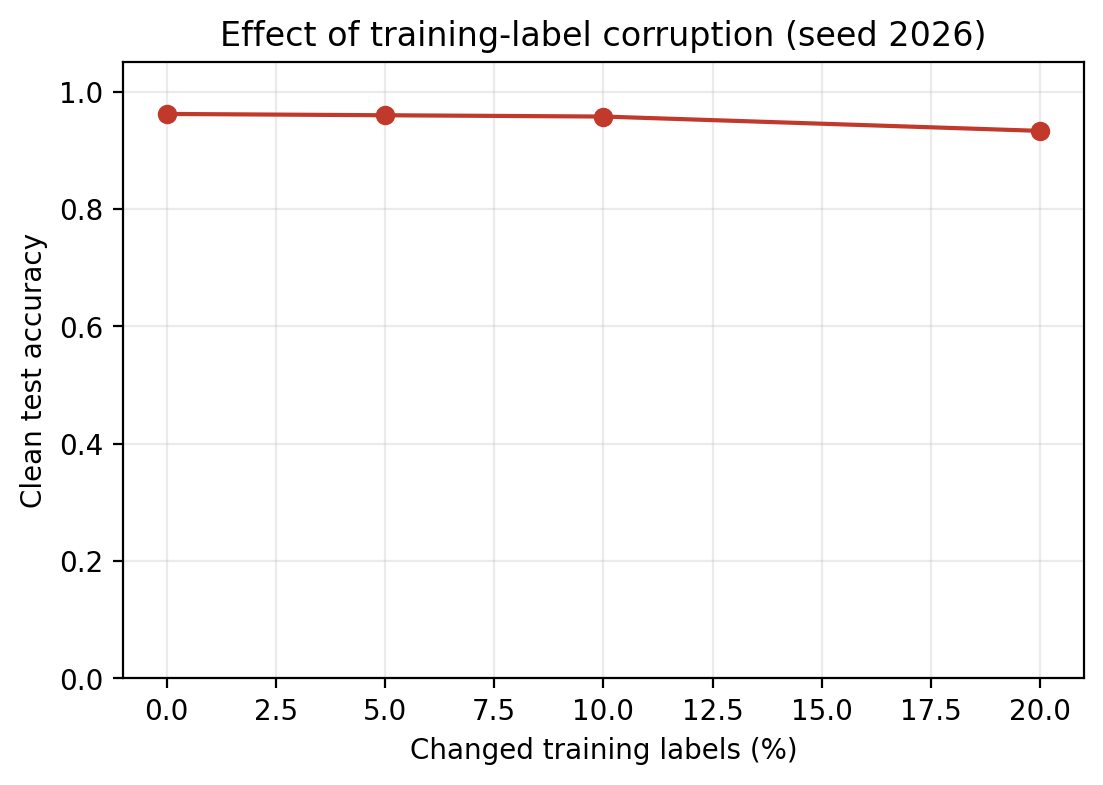 Effect of training-label corruption (seed 2026)
Clean test accuracy
1.0
0.8
0.6
0.4
0.2
0.0
0.0 2.5 5.0 7.5 10.0 12.5 15.0 17.5 20.0
Changed training labels (%)